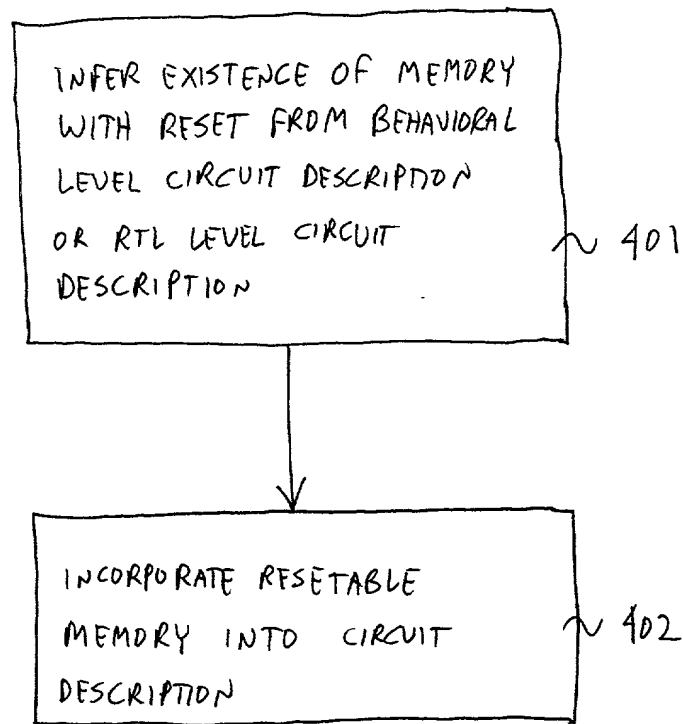 INFER EXISTENCE OF MEMORY
WITH RESET FROM BEHAVIORAL
LEVEL CIRCUIT DESCRIPTION
OR RTL LEVEL CIRCUIT
DESCRIPTION
401
INCORPORATE RESETABLE
MEMORY INTO CIRCUIT
DESCRIPTION
402